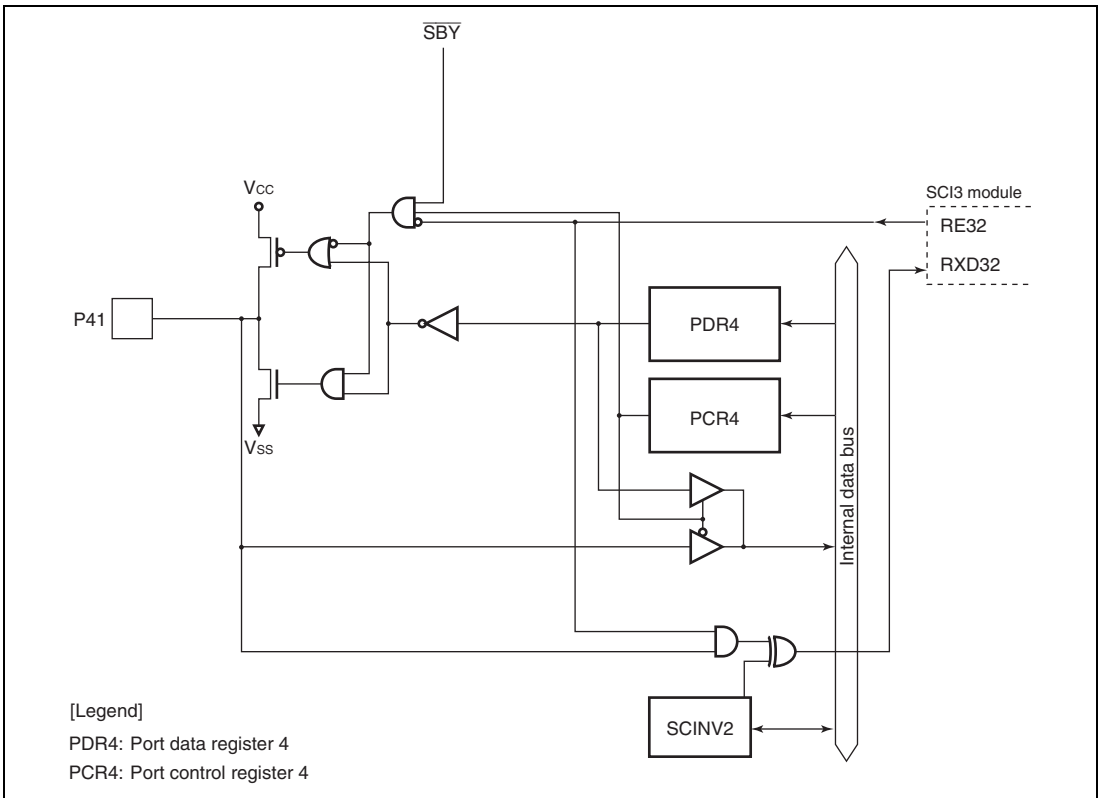 SBY
SCI3 module
VCC
RE32
RXD32
P41
PDR4
PCR4
VSS
Internal data bus
SCINV2
[Legend]
PDR4: Port data register 4
PCR4: Port control register 4